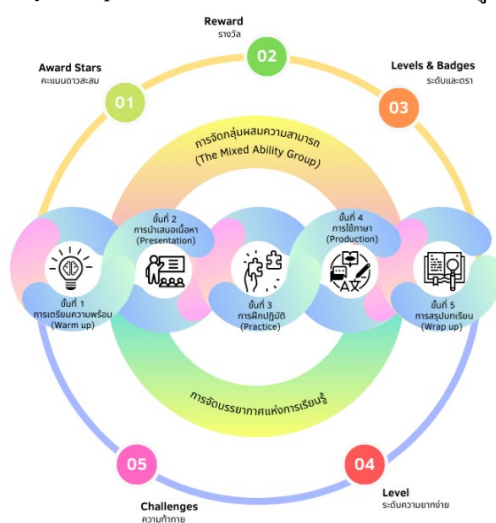 Reward
รางวัล
02
Award Stars
คะแนนดาวสะสม
01
Levels & Badges
ระดับและตรา
03
การจัดกลุ่มผสมความสามารถ
(The Mixed Ability Group)
ขั้นที่ 1
การเตรียมความพร้อม
(Warm up)
ขั้นที่ 2
การนำเสนอเนื้อหา
(Presentation)
ขั้นที่ 3
การฝึกปฏิบัติ
(Practice)
ขั้นที่ 4
การใช้ภาษา
(Production)
ขั้นที่ 5
การสรุปบทเรียน
(Wrap up)
การจัดบรรยากาศแห่งการเรียนรู้
05
Challenges
ความท้าทาย
04
Level
ระดับความยากง่าย